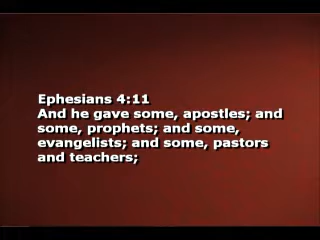 Ephesians 4:11
And he gave some, apostles; and
some, prophets; and some,
evangelists; and some, pastors
and teachers;